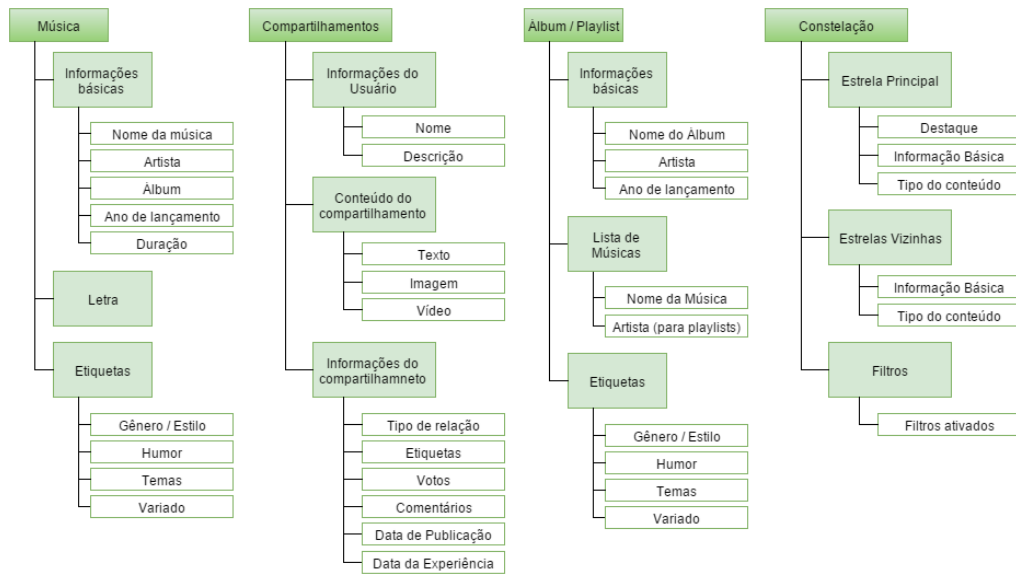 Música
Informações
básicas
Nome da música
Artista
Àlbum
Ano de lançamento
Duração
Letra
Etiquetas
Gênero / Estilo
Humor
Temas
Variado
Compartilhamentos
Informações do
Usuário
Nome
Descrição
Conteúdo do
compartilhamento
Texto
Imagem
Vídeo
Informações do
compartilhamneto
Tipo de relação
Etiquetas
Votos
Comentários
Data de Publicação
Data da Experiência
Àlbum / Playlist
Informações
básicas
Nome do Àlbum
Artista
Ano de lançamento
Lista de
Músicas
Nome da Música
Artista (para playlists)
Etiquetas
Gênero / Estilo
Humor
Temas
Variado
Constelação
Estrela Principal
Destaque
Informação Básica
Tipo do conteúdo
Estrelas Vizinhas
Informação Básica
Tipo do conteúdo
Filtros
Filtros ativados